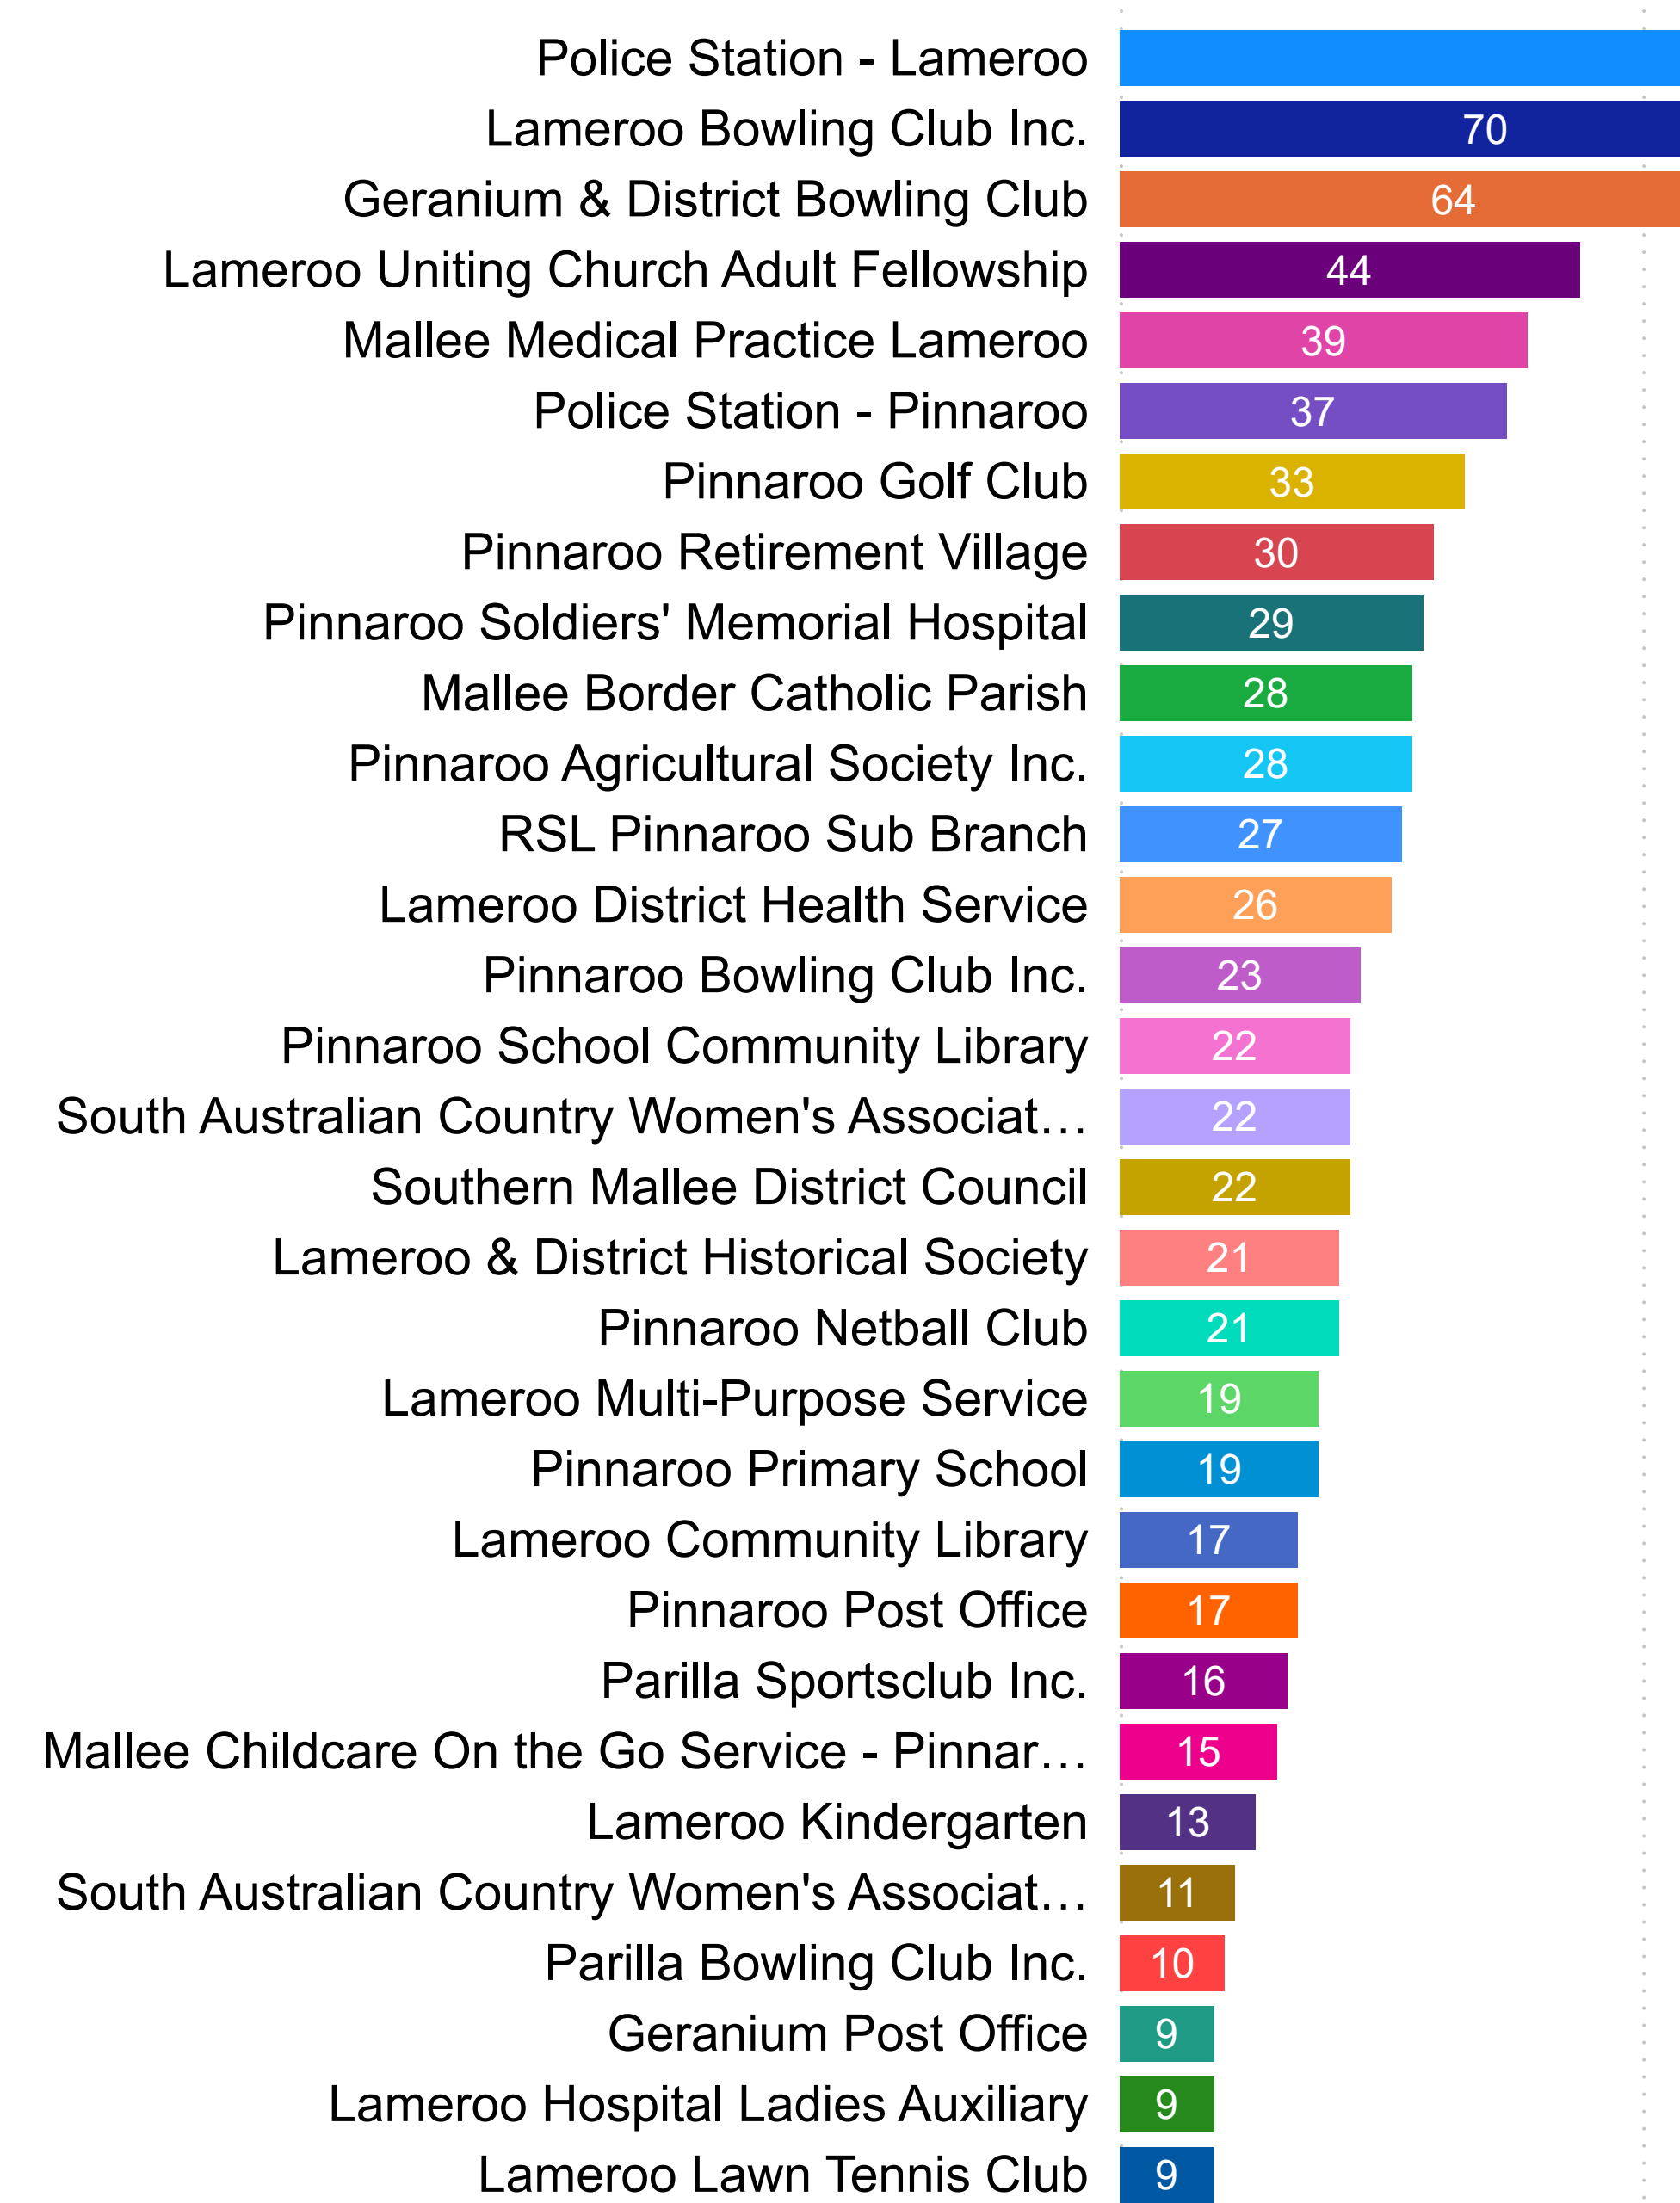 Police Station - Lameroo
Lameroo Bowling Club Inc. 70
Geranium & District Bowling Club 64
Lameroo Uniting Church Adult Fellowship 44
Mallee Medical Practice Lameroo 39
Police Station - Pinnaroo 37
Pinnaroo Golf Club 33
Pinnaroo Retirement Village 30
Pinnaroo Soldiers' Memorial Hospital 29
Mallee Border Catholic Parish 28
Pinnaroo Agricultural Society Inc. 28
RSL Pinnaroo Sub Branch 27
Lameroo District Health Service 26
Pinnaroo Bowling Club Inc. 23
Pinnaroo School Community Library 22
South Australian Country Women's Associat… 22
Southern Mallee District Council 22
Lameroo & District Historical Society 21
Pinnaroo Netball Club 21
Lameroo Multi-Purpose Service 19
Pinnaroo Primary School 19
Lameroo Community Library 17
Pinnaroo Post Office 17
Parilla Sportsclub Inc. 16
Mallee Childcare On the Go Service - Pinnar… 15
Lameroo Kindergarten 13
South Australian Country Women's Associat… 11
Parilla Bowling Club Inc. 10
Geranium Post Office 9
Lameroo Hospital Ladies Auxiliary 9
Lameroo Lawn Tennis Club 9